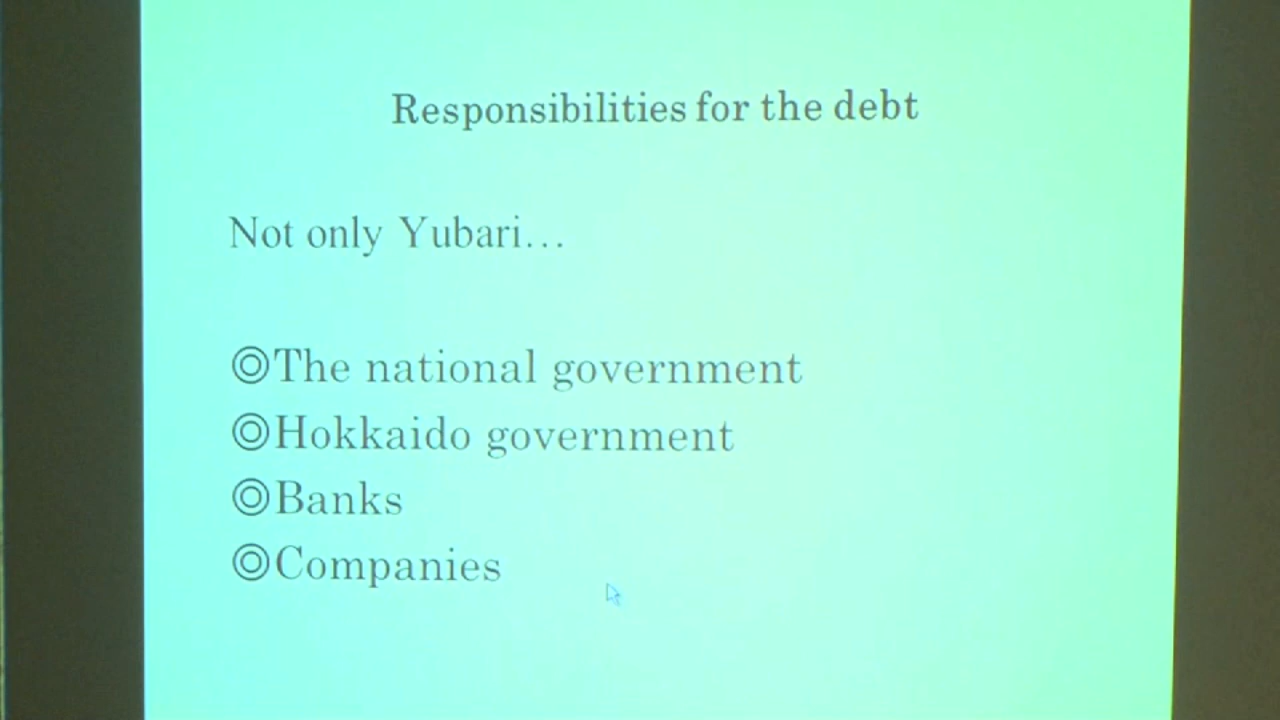 Responsibilities for the debt
Not only Yubari...
◎The national government
◎Hokkaido government
◎Banks
◎Companies